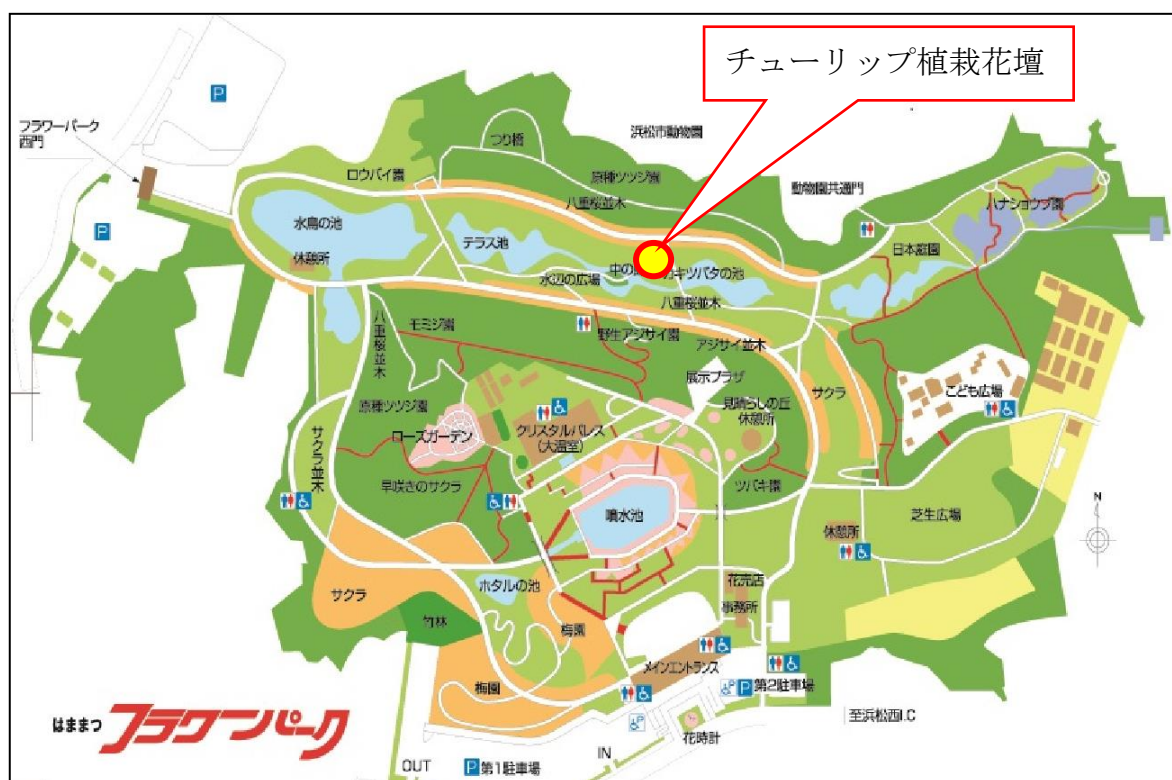 チューリップ植栽花壇
フラワーパーク
西門
P
P
つり橋
浜松市動物園
ロウバイ園
原種ツツジ園
動物園共通門
八重桜並木
ハナショウブ園
水鳥の池
テラス池
日本庭園
休憩所
中の
キツバタの池
水辺の広場
八重桜並木
八重桜並木
モミジ園
野生アジサイ園
アジサイ並木
展示プラザ
サクラ
こども広場
原種ツツジ園
見晴らしの丘
休憩所
ローズガーデン
クリスタルパレス
(大温室)
サクラ並木
早咲きのサクラ
ツバキ園
N
噴水池
芝生広場
休憩所
サクラ
ホタルの池
花売店
事務所
竹林
梅園
メインエントランス
梅園
P 第2駐車場
至浜松西I.C
はままつ フラワーパーク
花時計
IN
OUT
P 第1駐車場